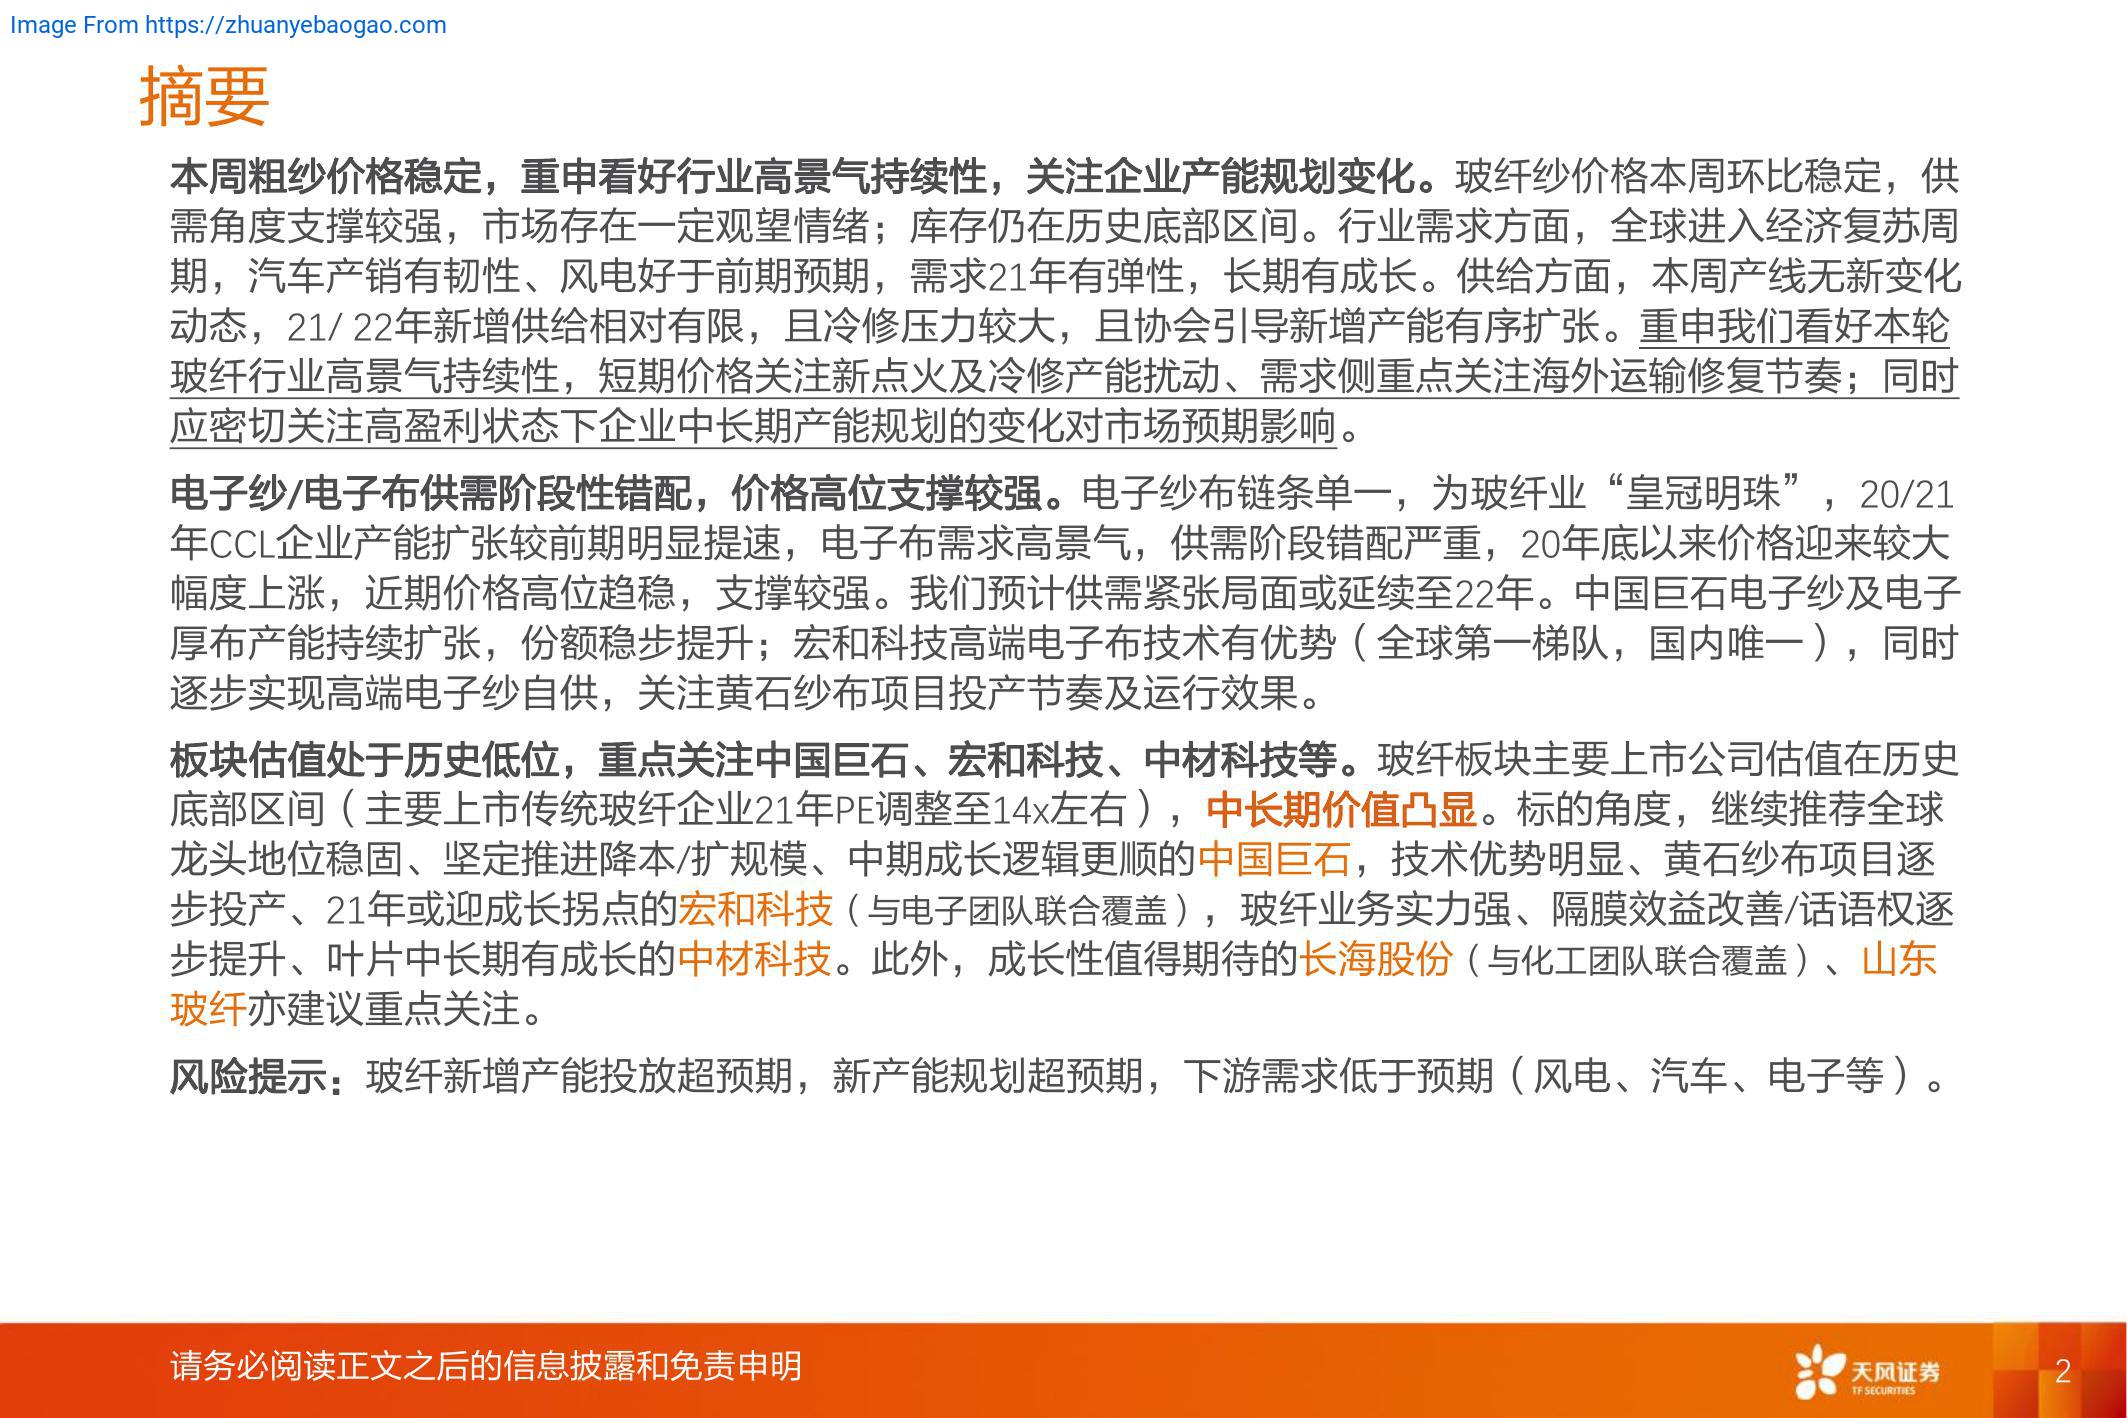 Image From https://zhuanyebaogao.com
摘要
本周粗纱价格稳定，重申看好行业高景气持续性，关注企业产能规划变化。玻纤纱价格本周环比稳定，供
需角度支撑较强，市场存在一定观望情绪；库存仍在历史底部区间。行业需求方面，全球进入经济复苏周
期，汽车产销有韧性、风电好于前期预期，需求21年有弹性，长期有成长。供给方面，本周产线无新变化
动态，21/ 22年新增供给相对有限，且冷修压力较大，且协会引导新增产能有序扩张。重申我们看好本轮
玻纤行业高景气持续性，短期价格关注新点火及冷修产能扰动、需求侧重点关注海外运输修复节奏；同时
应密切关注高盈利状态下企业中长期产能规划的变化对市场预期影响。
电子纱/电子布供需阶段性错配，价格高位支撑较强。电子纱布链条单一，为玻纤业“皇冠明珠”，20/21
年CCL企业产能扩张较前期明显提速，电子布需求高景气，供需阶段错配严重，20年底以来价格迎来较大
幅度上涨，近期价格高位趋稳，支撑较强。我们预计供需紧张局面或延续至22年。中国巨石电子纱及电子
厚布产能持续扩张，份额稳步提升；宏和科技高端电子布技术有优势（全球第一梯队，国内唯一），同时
逐步实现高端电子纱自供，关注黄石纱布项目投产节奏及运行效果。
板块估值处于历史低位，重点关注中国巨石、宏和科技、中材科技等。玻纤板块主要上市公司估值在历史
底部区间（主要上市传统玻纤企业21年PE调整至14x左右），中长期价值凸显。标的角度，继续推荐全球
龙头地位稳固、坚定推进降本/扩规模、中期成长逻辑更顺的中国巨石，技术优势明显、黄石纱布项目逐
步投产、21年或迎成长拐点的宏和科技（与电子团队联合覆盖），玻纤业务实力强、隔膜效益改善/话语权逐
步提升、叶片中长期有成长的中材科技。此外，成长性值得期待的长海股份（与化工团队联合覆盖）、山东
玻纤亦建议重点关注。
风险提示：玻纤新增产能投放超预期，新产能规划超预期，下游需求低于预期（风电、汽车、电子等）。
请务必阅读正文之后的信息披露和免责申明
天风证券
TF SECURITIES
2